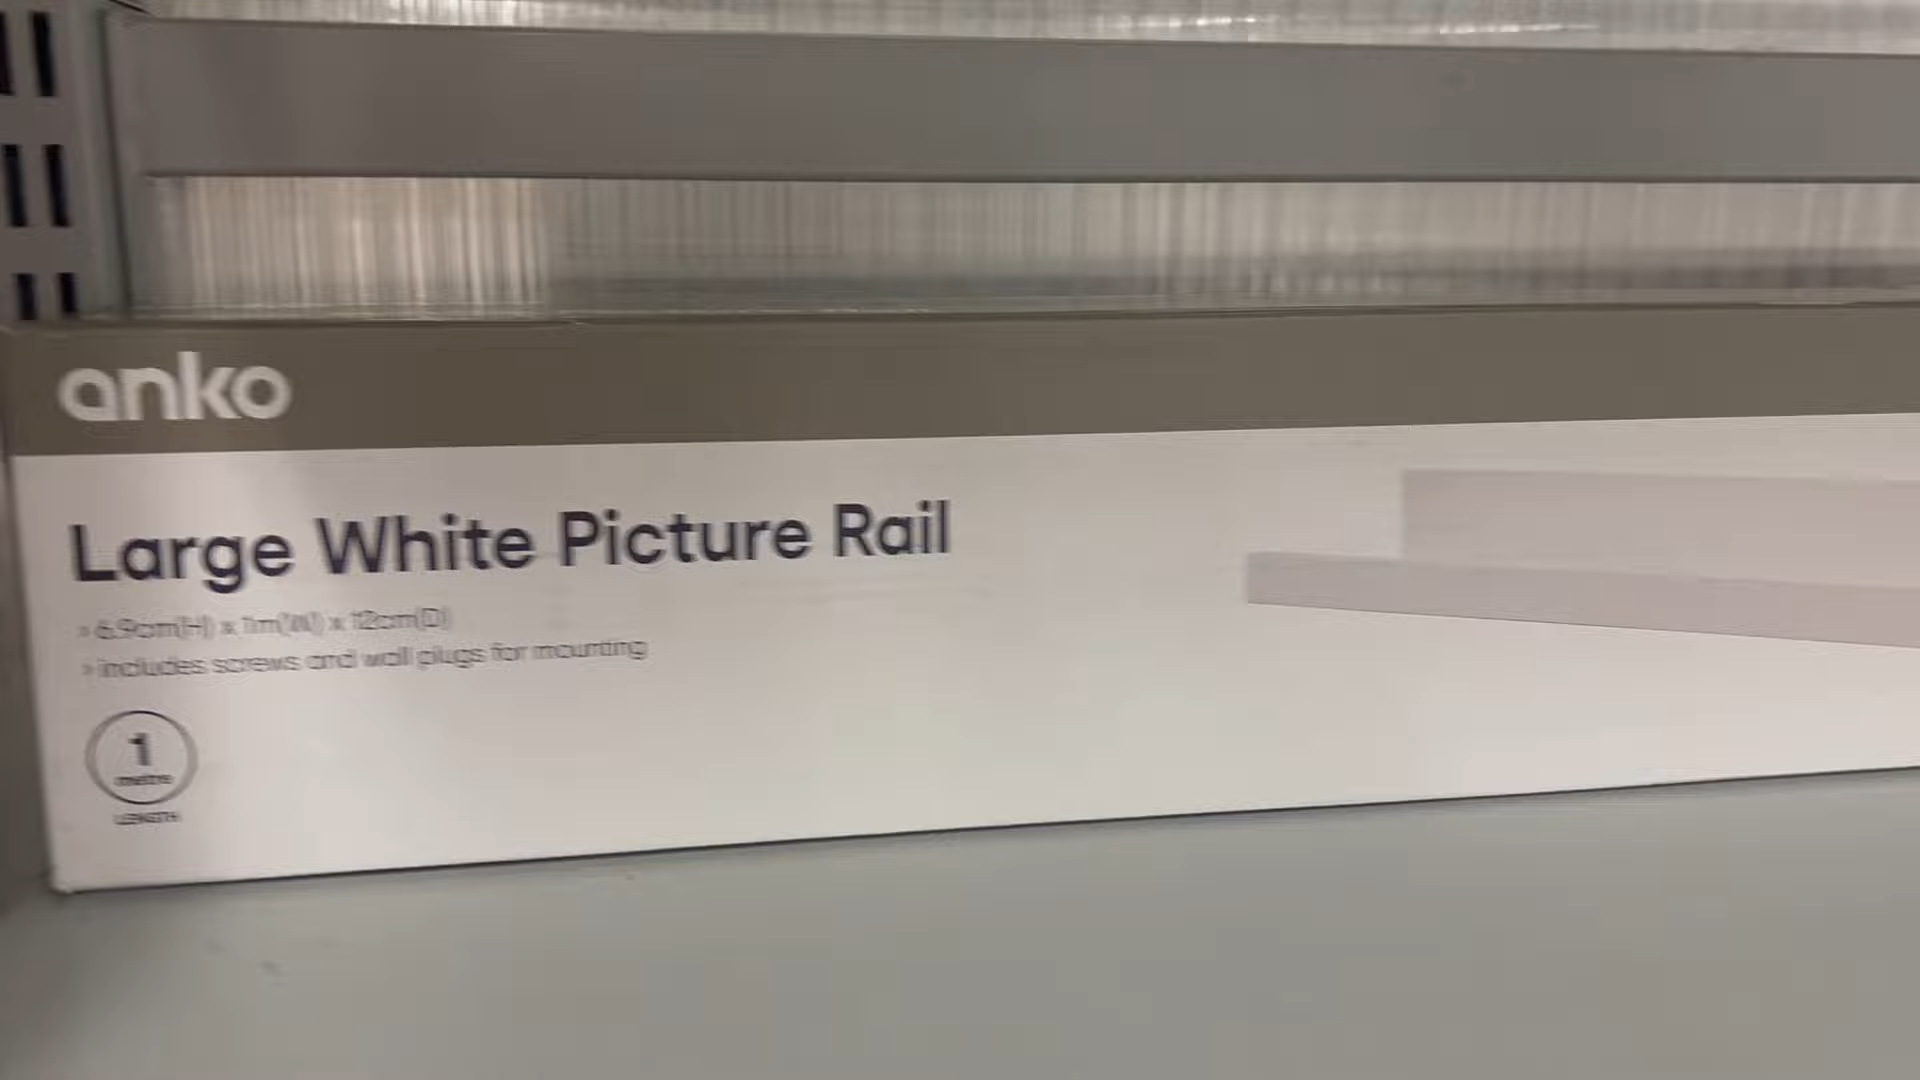 anko
Large White Picture Rail
> 6.9cm(H) x 1m(W) x 12cm(D)
> includes screws and wall plugs for mounting
1
metre
LENGTH